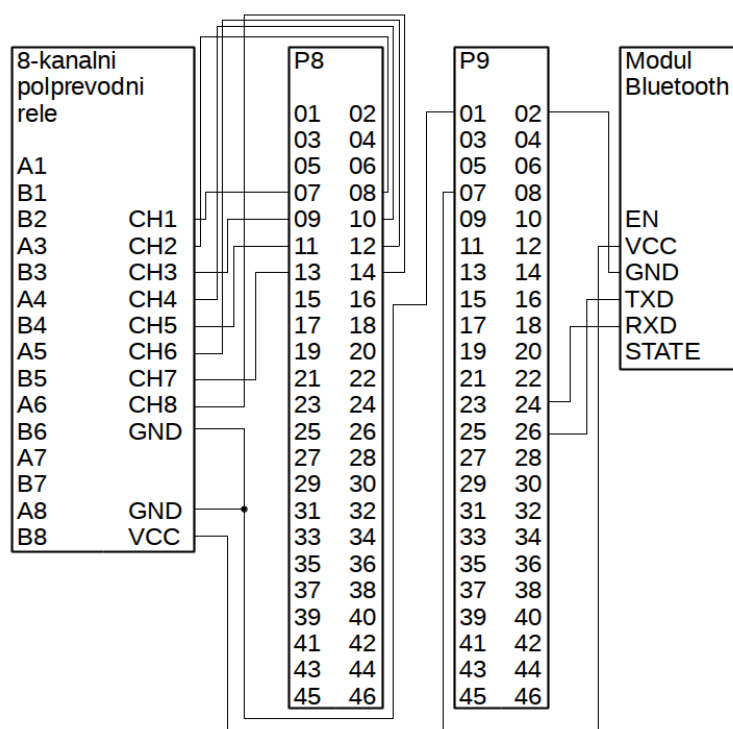 8-kanalni
polprevodni
rele
A1
B1
B2 CH1
A3 CH2
B3 CH3
A4 CH4
B4 CH5
A5 CH6
B5 CH7
A6 CH8
B6 GND
A7
B7
A8 GND
B8 VCC
P8
01 02
03 04
05 06
07 08
09 10
11 12
13 14
15 16
17 18
19 20
21 22
23 24
25 26
27 28
29 30
31 32
33 34
35 36
37 38
39 40
41 42
43 44
45 46
P9
01 02
03 04
05 06
07 08
09 10
11 12
13 14
15 16
17 18
19 20
21 22
23 24
25 26
27 28
29 30
31 32
33 34
35 36
37 38
39 40
41 42
43 44
45 46
Modul
Bluetooth
EN
VCC
GND
TXD
RXD
STATE